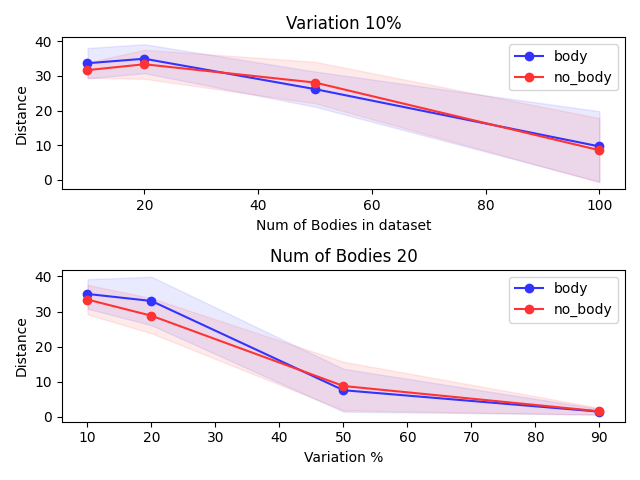 Variation 10%
40
30
20
10
0
Distance
body
no_body
20
40
60
80
100
Num of Bodies in dataset
Num of Bodies 20
40
30
20
10
0
Distance
body
no_body
10
20
30
40
50
60
70
80
90
Variation %